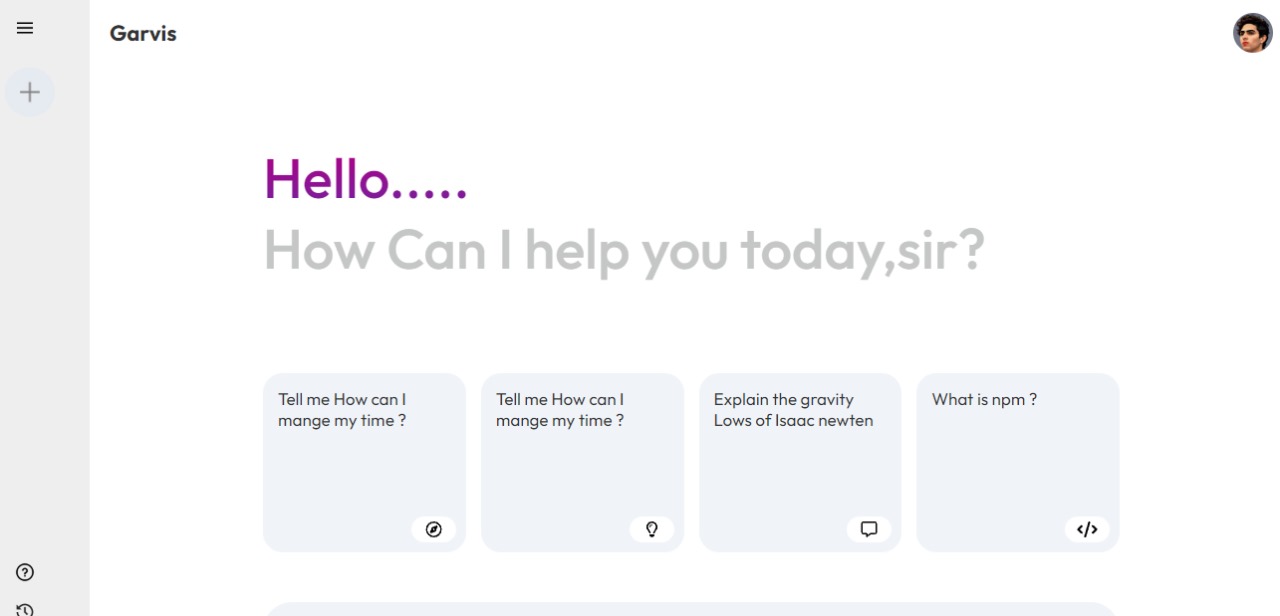 Garvis
Hello.....
How Can I help you today,sir?
Tell me How can I
mange my time ?
Tell me How can I
mange my time ?
Explain the gravity
Lows of Isaac newten
What is npm ?